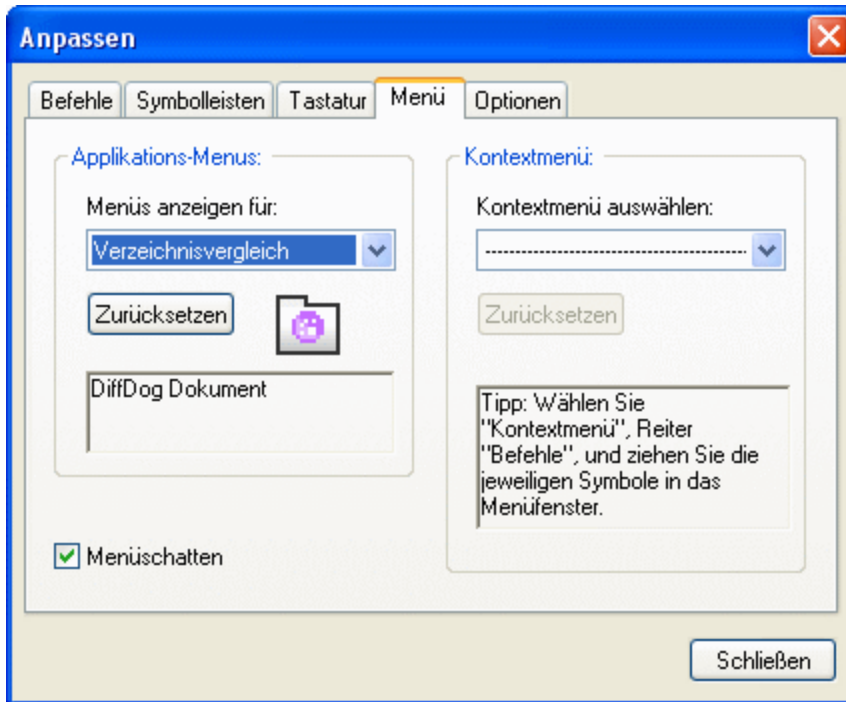 Anpassen
Befehle
Symbolleisten
Tastatur
Menü
Optionen
Applikations-Menus:
Menüs anzeigen für:
Verzeichnisvergleich
Zurücksetzen
DiffDog Dokument
Menüschatten
Kontextmenü:
Kontextmenü auswählen:
----------------------------------------
Zurücksetzen
Tipp: Wählen Sie
"Kontextmenü", Reiter
"Befehle", und ziehen Sie die
jeweiligen Symbole in das
Menüfenster.
Schließen